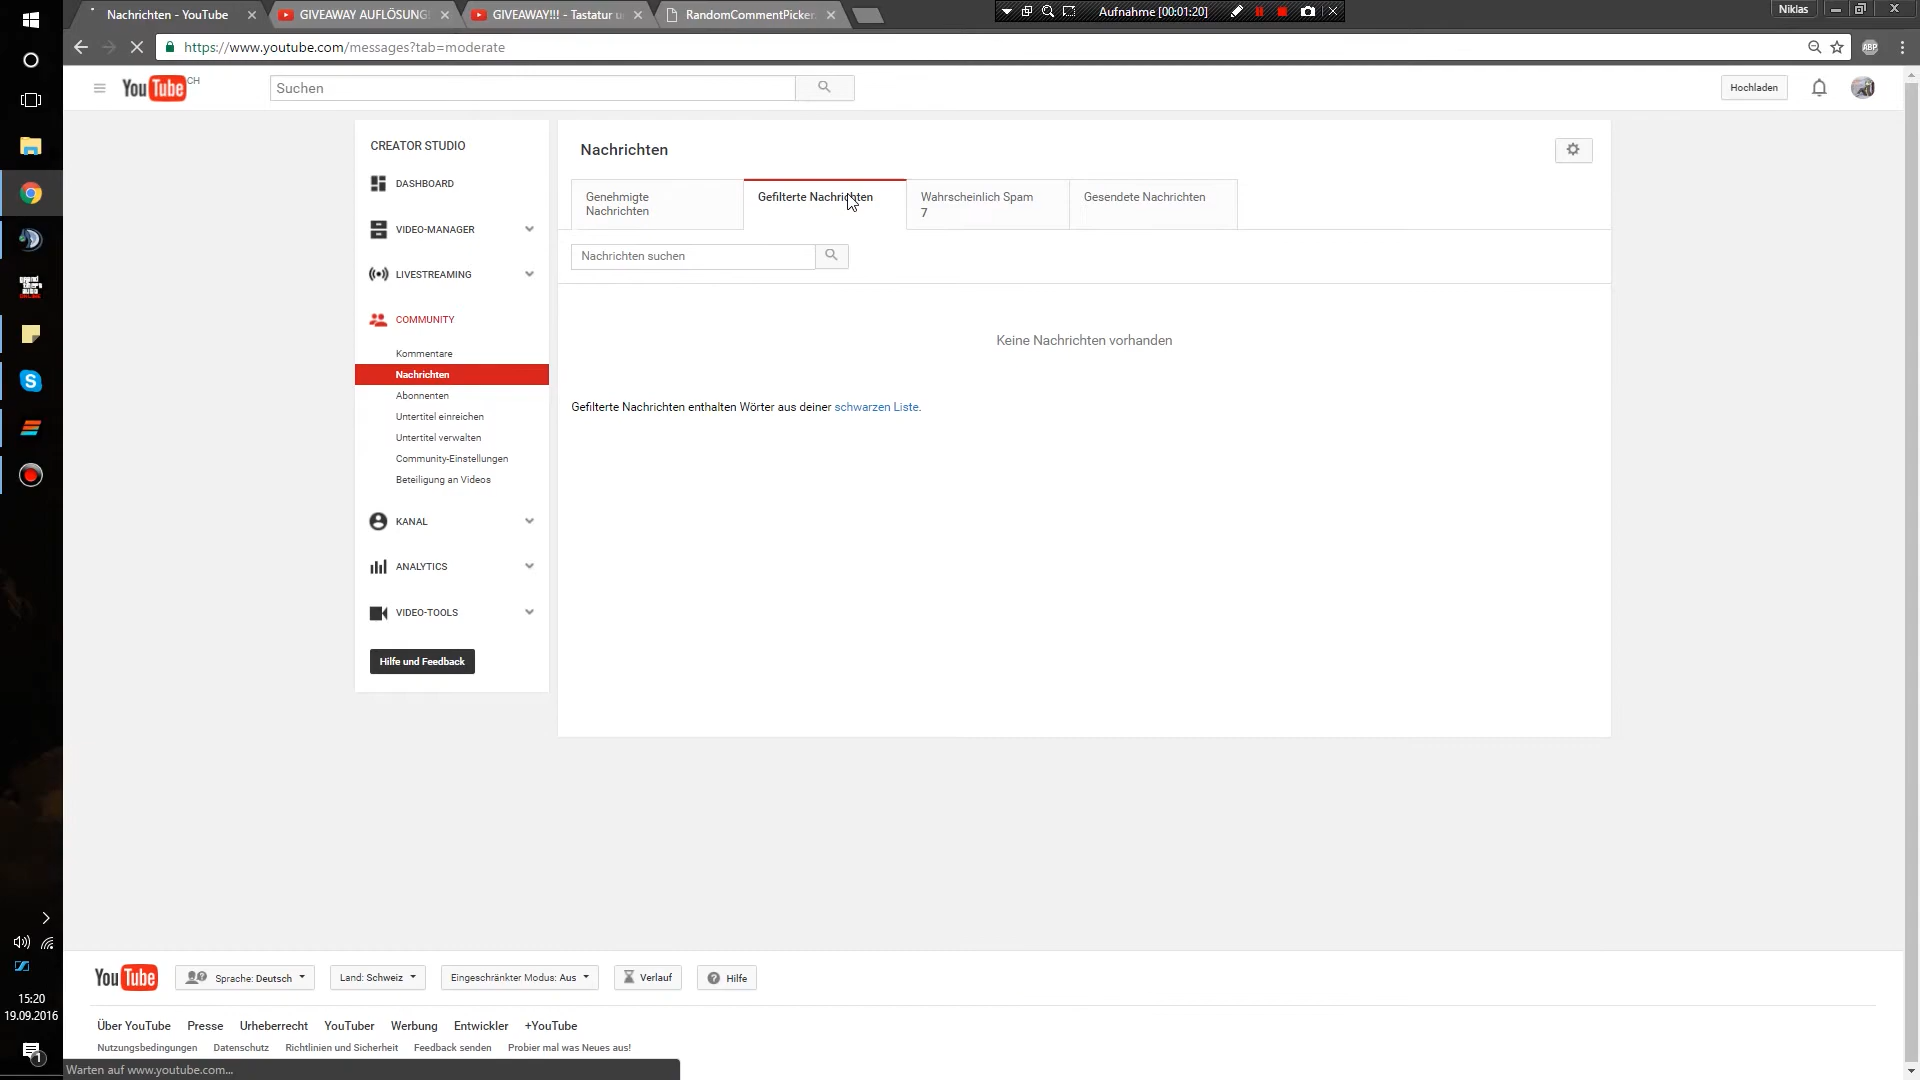 Nachrichten - YouTube
GIVEAWAY AUFLÖSUNG
GIVEAWAY!!! - Tastatur u
RandomCommentPicker
Aufnahme [00:01:20]
Niklas
https://www.youtube.com/messages?tab=moderate
ABP
YouTube CH
Suchen
Hochladen
CREATOR STUDIO
DASHBOARD
VIDEO-MANAGER
LIVESTREAMING
COMMUNITY
Kommentare
Nachrichten
Abonnenten
Untertitel einreichen
Untertitel verwalten
Community-Einstellungen
Beteiligung an Videos
KANAL
ANALYTICS
VIDEO-TOOLS
Hilfe und Feedback
Nachrichten
Genehmigte
Nachrichten
Gefilterte Nachrichten
Wahrscheinlich Spam
7
Gesendete Nachrichten
Nachrichten suchen
Keine Nachrichten vorhanden
Gefilterte Nachrichten enthalten Wörter aus deiner schwarzen Liste.
YouTube
Sprache: Deutsch
Land: Schweiz
Eingeschränkter Modus: Aus
Verlauf
Hilfe
Über YouTube Presse Urheberrecht YouTuber Werbung Entwickler +YouTube
Nutzungsbedingungen Datenschutz Richtlinien und Sicherheit Feedback senden Probier mal was Neues aus!
Warten auf www.youtube.com...
15:20
19.09.2016
1